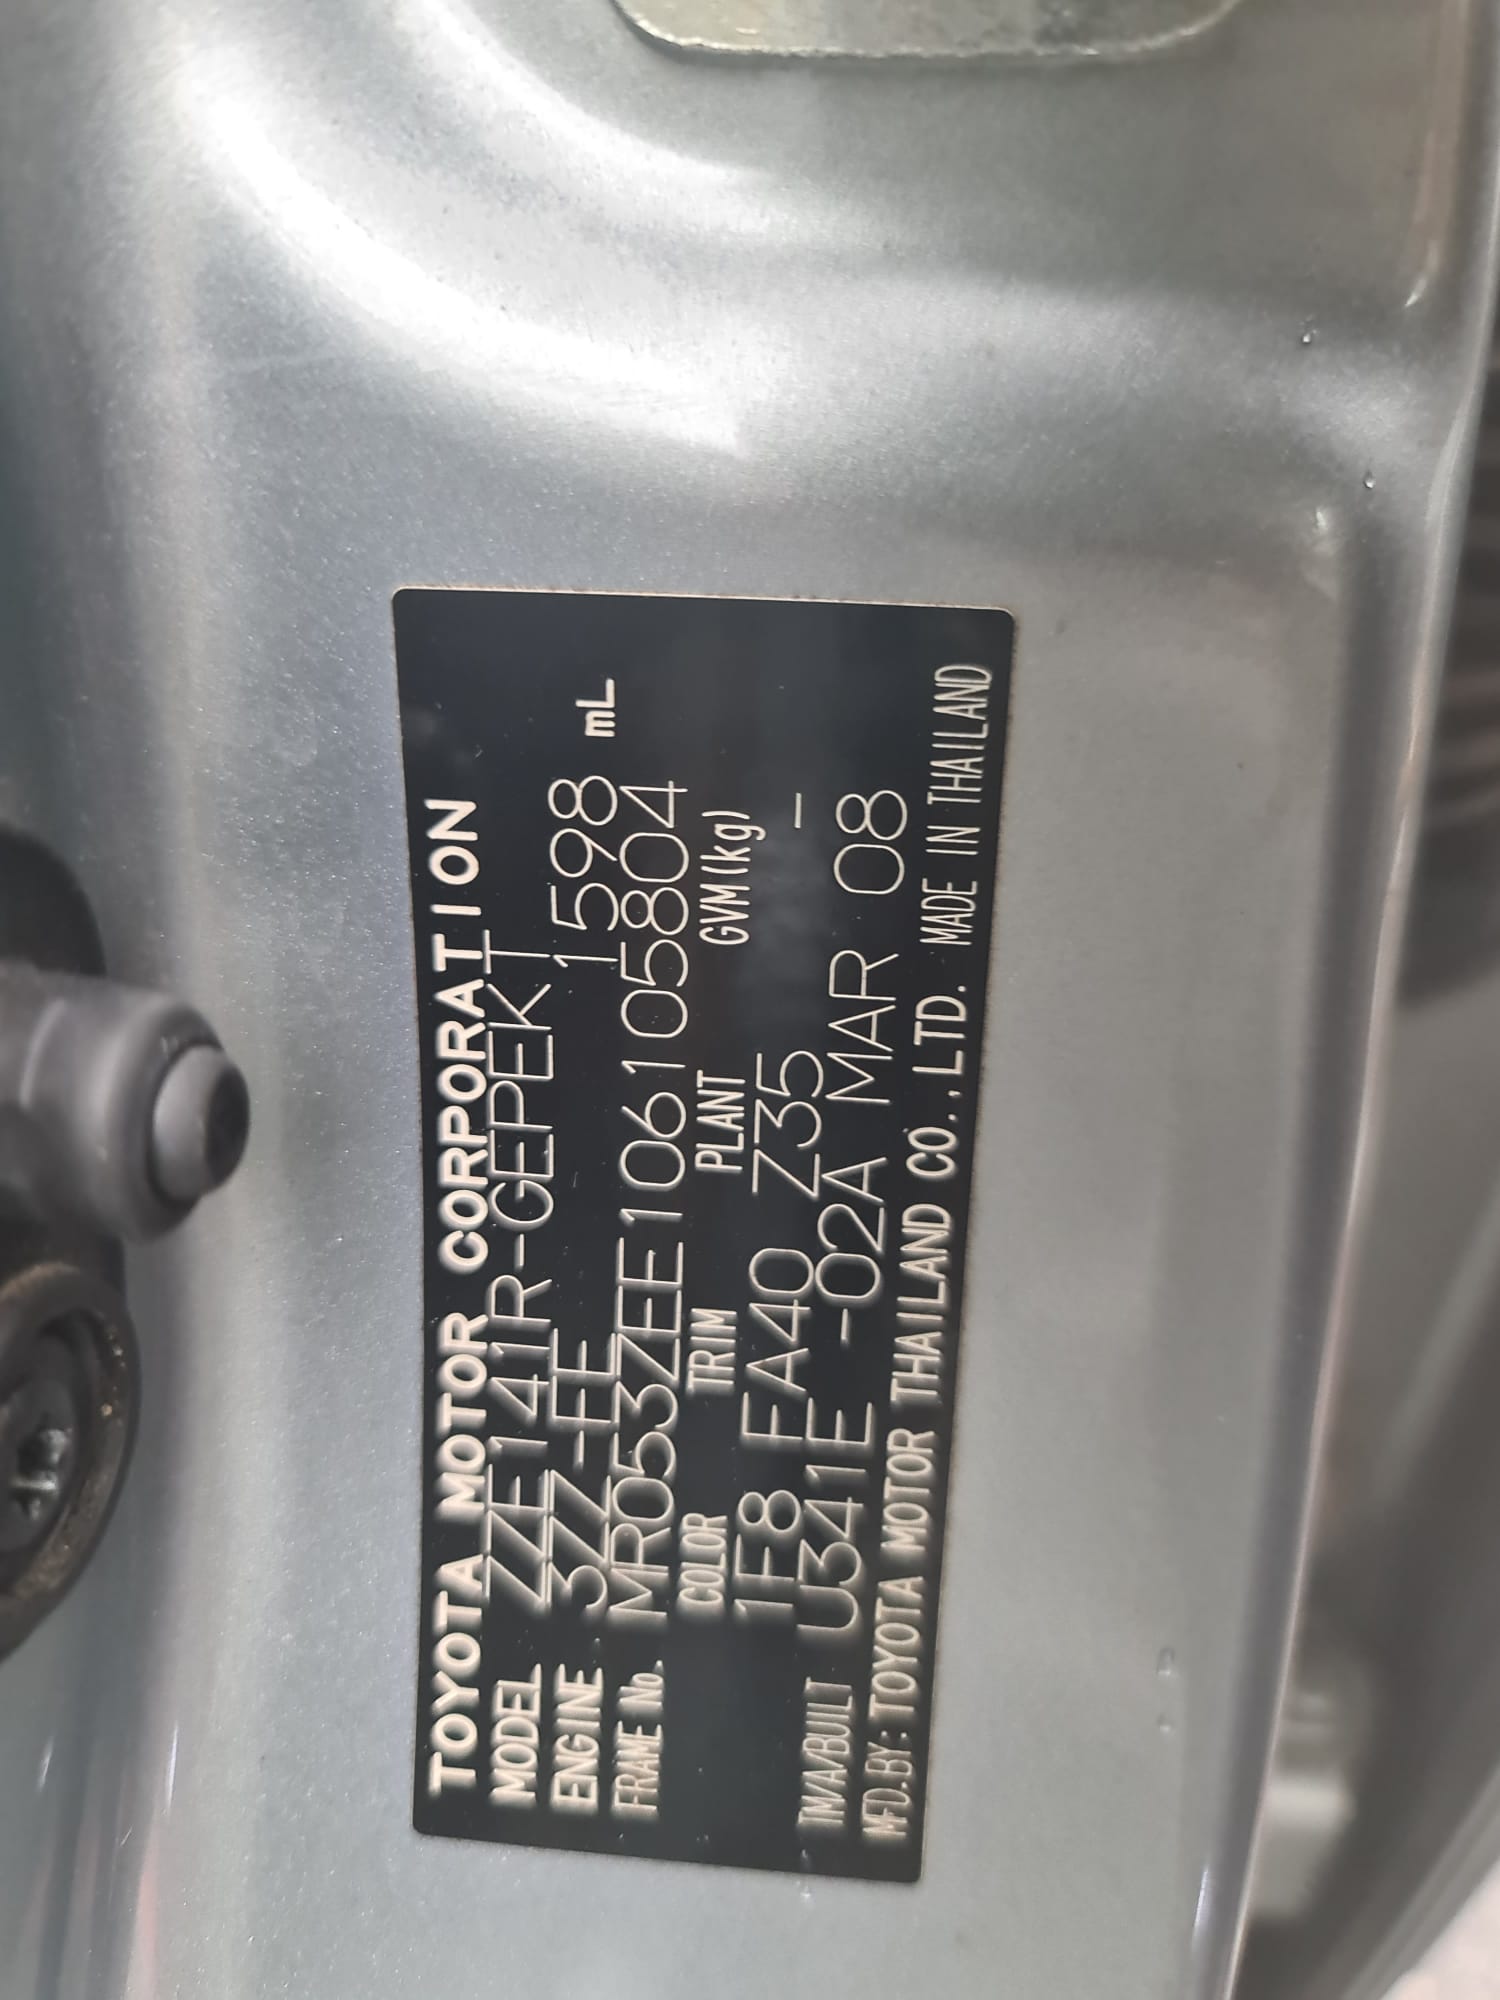 TOYOTA MOTOR CORPORATION
MODEL ZZE141R-GEPEKT
ENGINE 3ZZ-FE 1598 mL
FRAME No. MR053ZEE106105804
COLOR TRIM PLANT GVM(kg)
1F8 FA40 Z35 -
TM/A/BUILT U341E -02A MAR 08
MFD.BY: TOYOTA MOTOR THAILAND CO.,LTD. MADE IN THAILAND